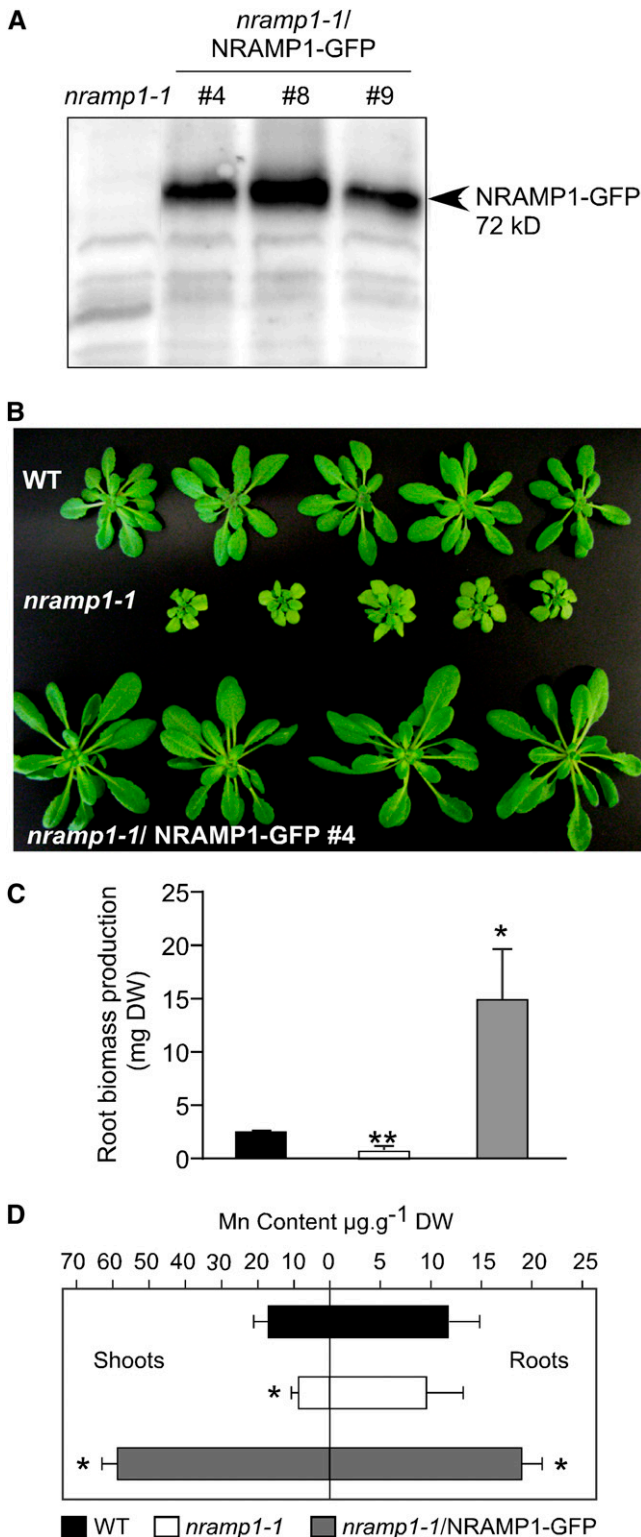 A
nramp1-1/
NRAMP1-GFP
nramp1-1 #4 #8 #9
NRAMP1-GFP
72 kD
B
WT
nramp1-1
nramp1-1/ NRAMP1-GFP #4
C
Root biomass production
(mg DW)
25
20
15
10
5
0
**
*
D
Mn Content µg.g⁻¹ DW
70 60 50 40 30 20 10 0 5 10 15 20 25
Shoots Roots
*
* *
WT nramp1-1 nramp1-1/NRAMP1-GFP